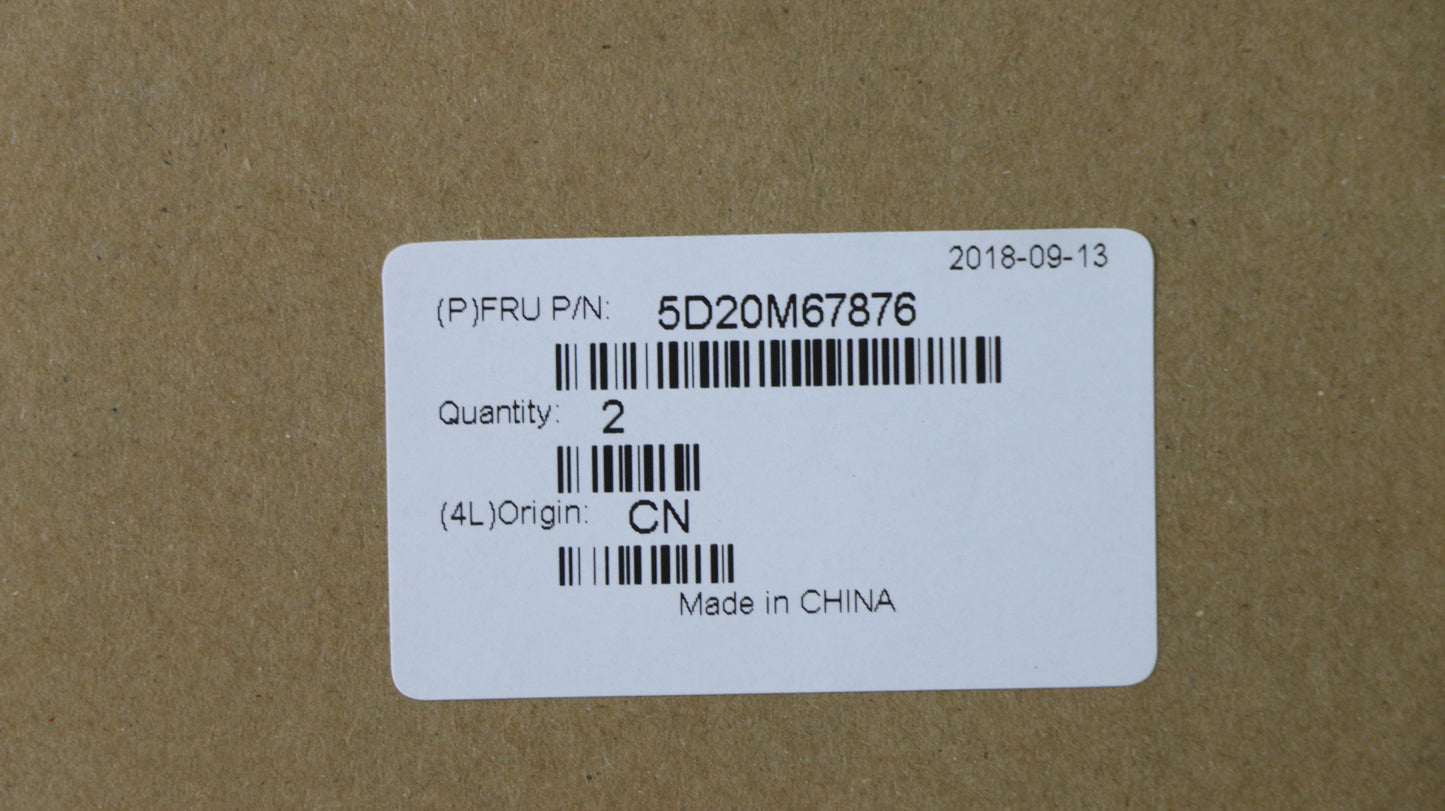 2018-09-13
(P)FRU P/N: 5D20M67876
Quantity: 2
(4L)Origin: CN
Made in CHINA